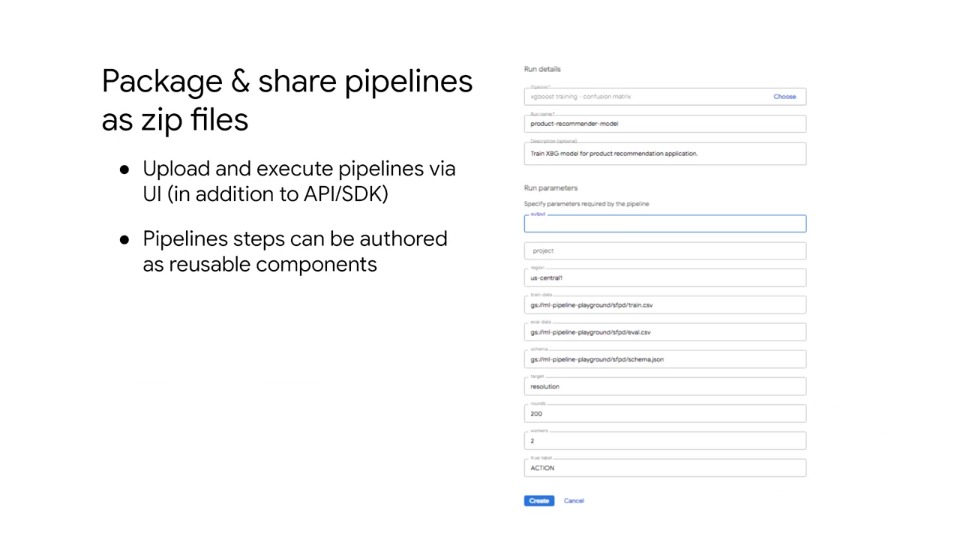 Package & share pipelines
as zip files
● Upload and execute pipelines via
UI (in addition to API/SDK)
● Pipelines steps can be authored
as reusable components
Run details
Pipeline*
xgboost training - confusion matrix
Choose
Run name*
product-recommender-model
Description (optional)
Train XBG model for product recommendation application.
Run parameters
Specify parameters required by the pipeline
output
project
region
us-central1
train-data
gs://ml-pipeline-playground/sfpd/train.csv
eval-data
gs://ml-pipeline-playground/sfpd/eval.csv
schema
gs://ml-pipeline-playground/sfpd/schema.json
target
resolution
rounds
200
workers
2
true-label
ACTION
Create
Cancel